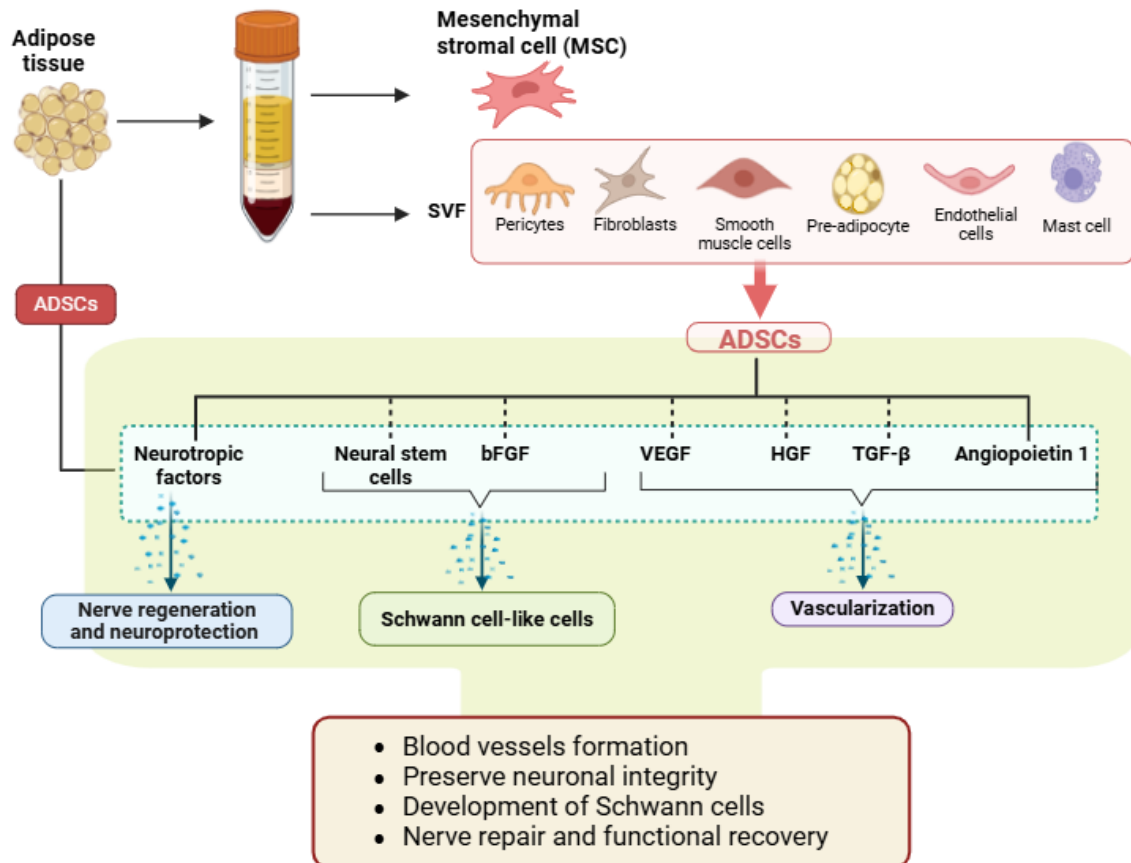 Adipose
tissue
Mesenchymal
stromal cell (MSC)
SVF
Pericytes
Fibroblasts
Smooth
muscle cells
Pre-adipocyte
Endothelial
cells
Mast cell
ADSCs
ADSCs
Neurotropic
factors
Neural stem
cells
bFGF
VEGF
HGF
TGF-β
Angiopoietin 1
Nerve regeneration
and neuroprotection
Schwann cell-like cells
Vascularization
• Blood vessels formation
• Preserve neuronal integrity
• Development of Schwann cells
• Nerve repair and functional recovery